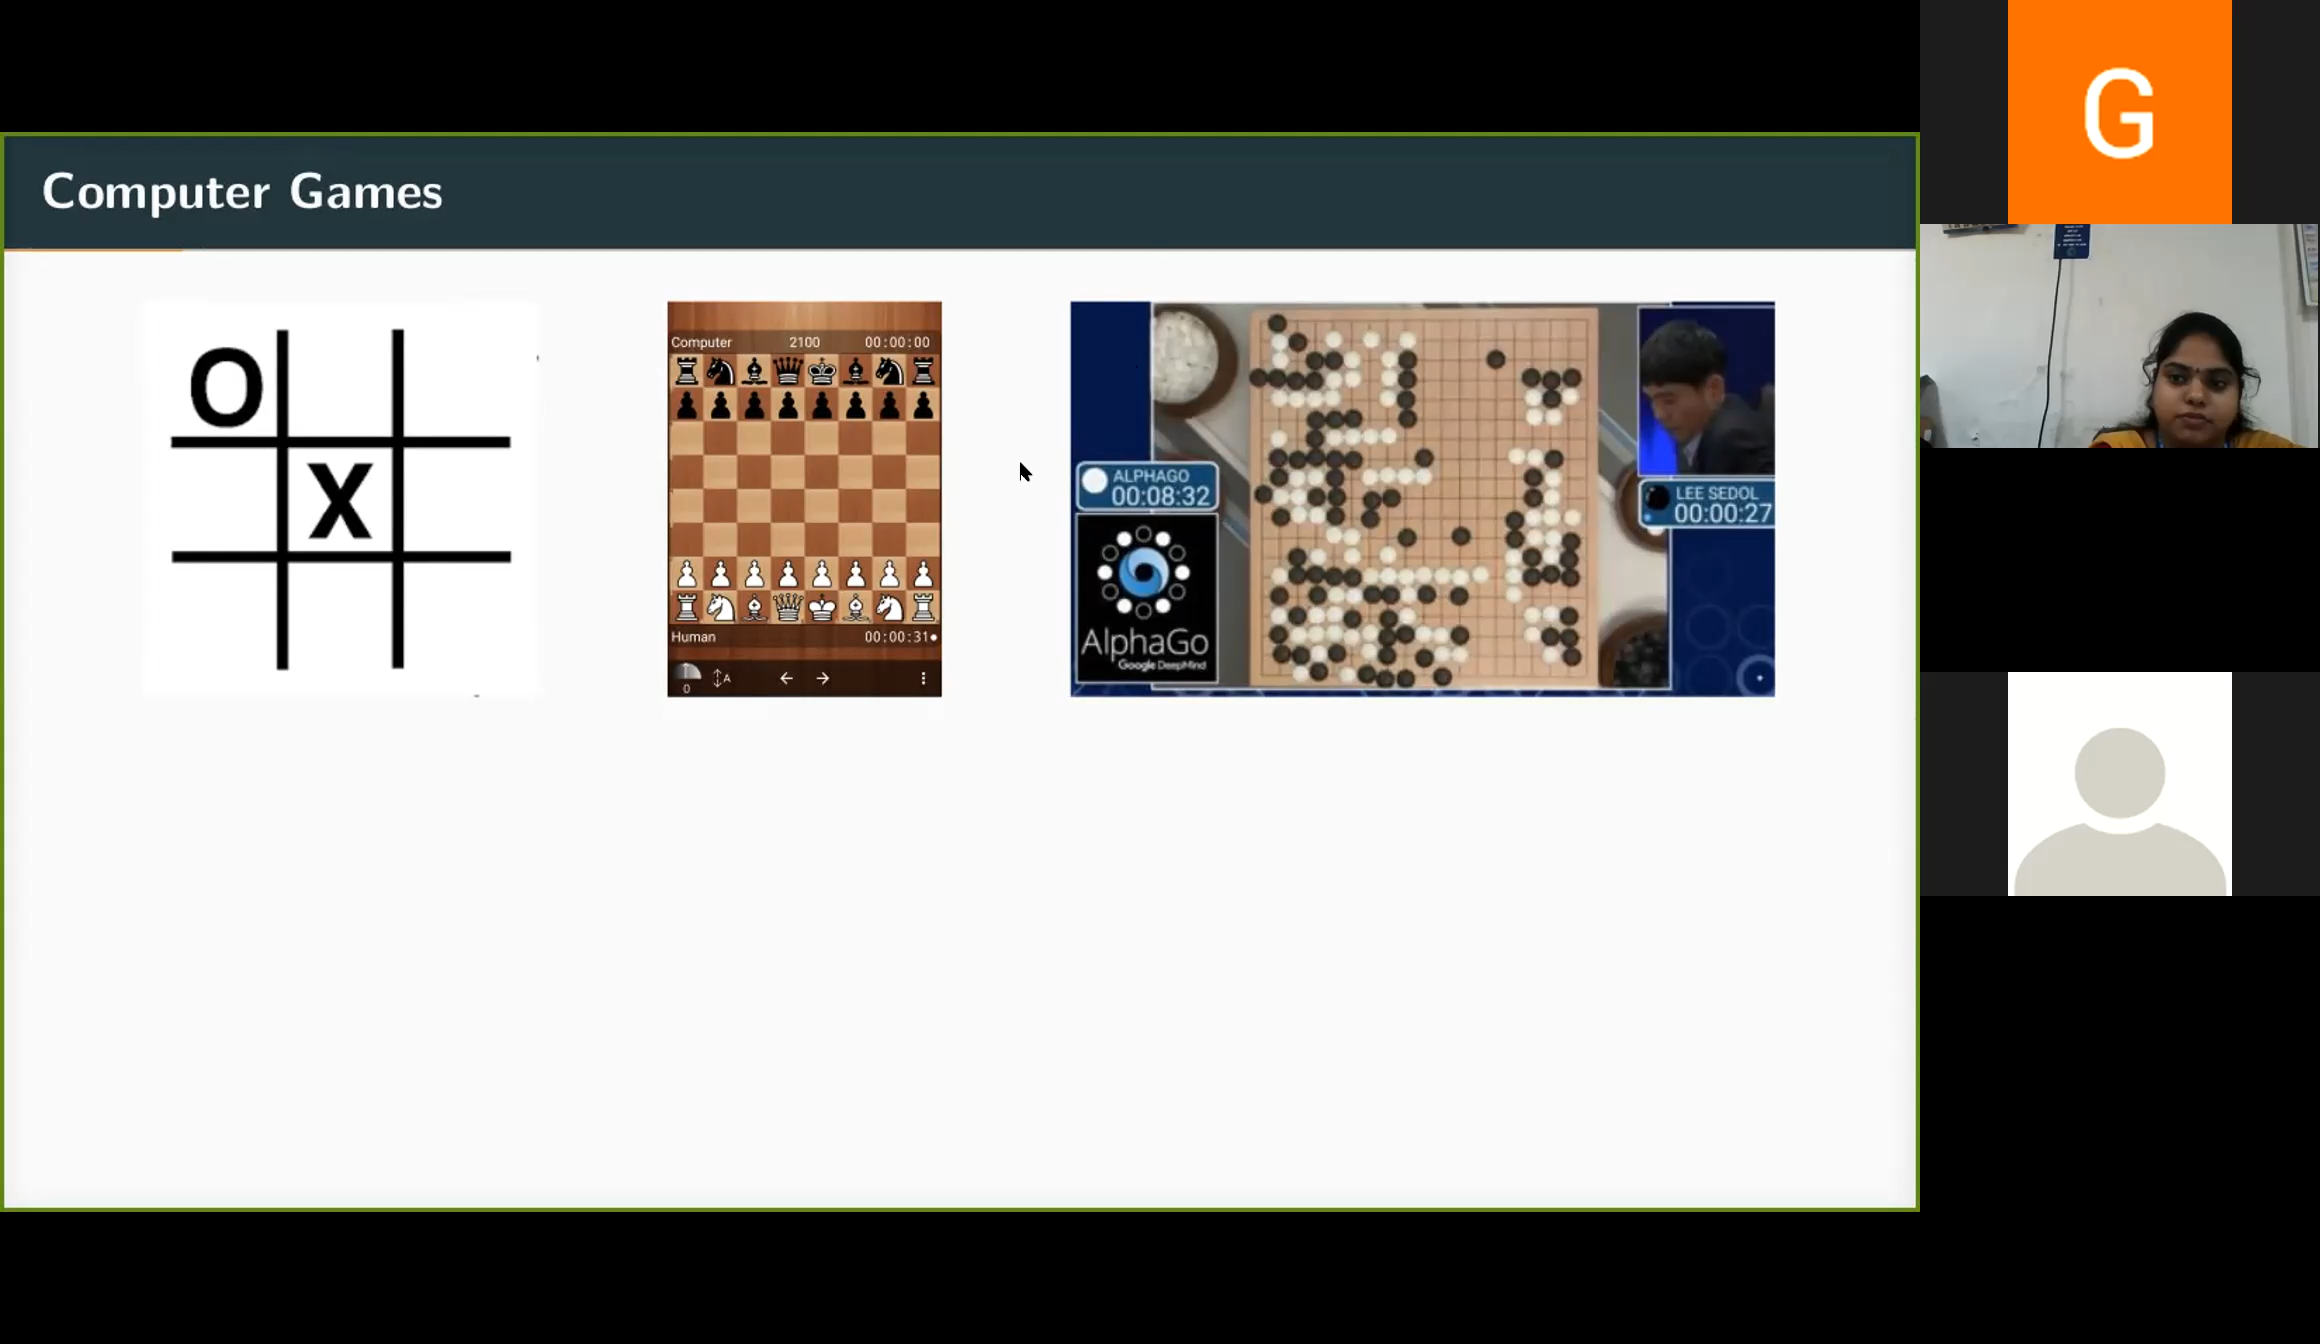 Computer Games
O
X
Computer 2100 00:00:00
Human 00:00:31
0
A
ALPHAGO
00:08:32
AlphaGo
Google DeepMind
LEE SEDOL
00:00:27
G